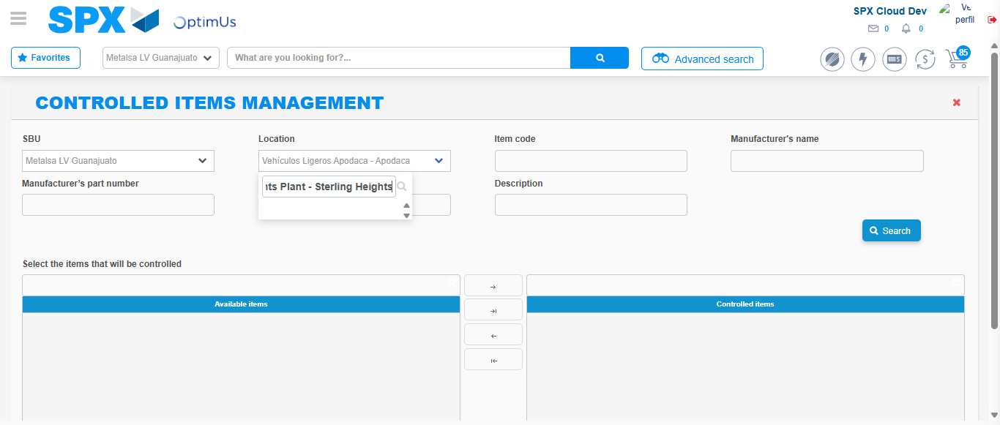 SPX OptimUs
SPX Cloud Dev
Ve
perfil
0 0
Favorites
Metalsa LV Guanajuato
What are you looking for?...
Advanced search
85
CONTROLLED ITEMS MANAGEMENT
SBU
Location
Item code
Manufacturer's name
Metalsa LV Guanajuato
Vehículos Ligeros Apodaca - Apodaca
Manufacturer’s part number
Plant - Sterling Heights
Description
Search
Select the items that will be controlled
Available items
Controlled items